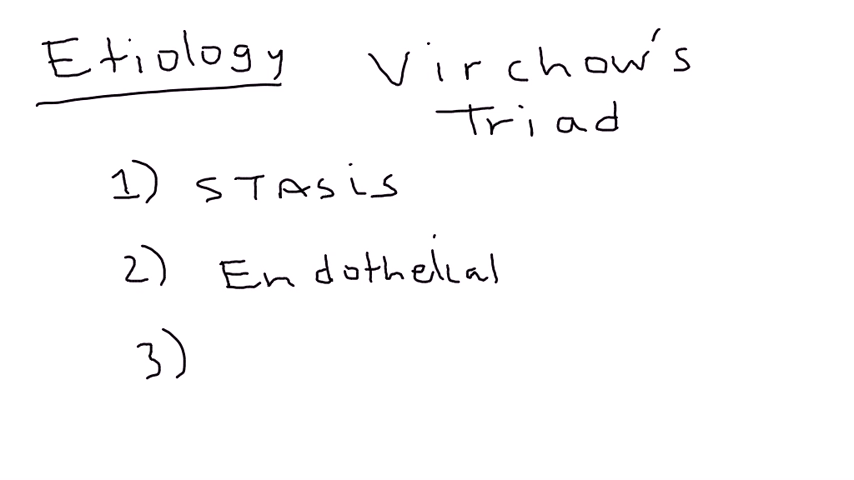 Etiology Virchow's
Triad
1) STAsis
2) Endothelial
3)